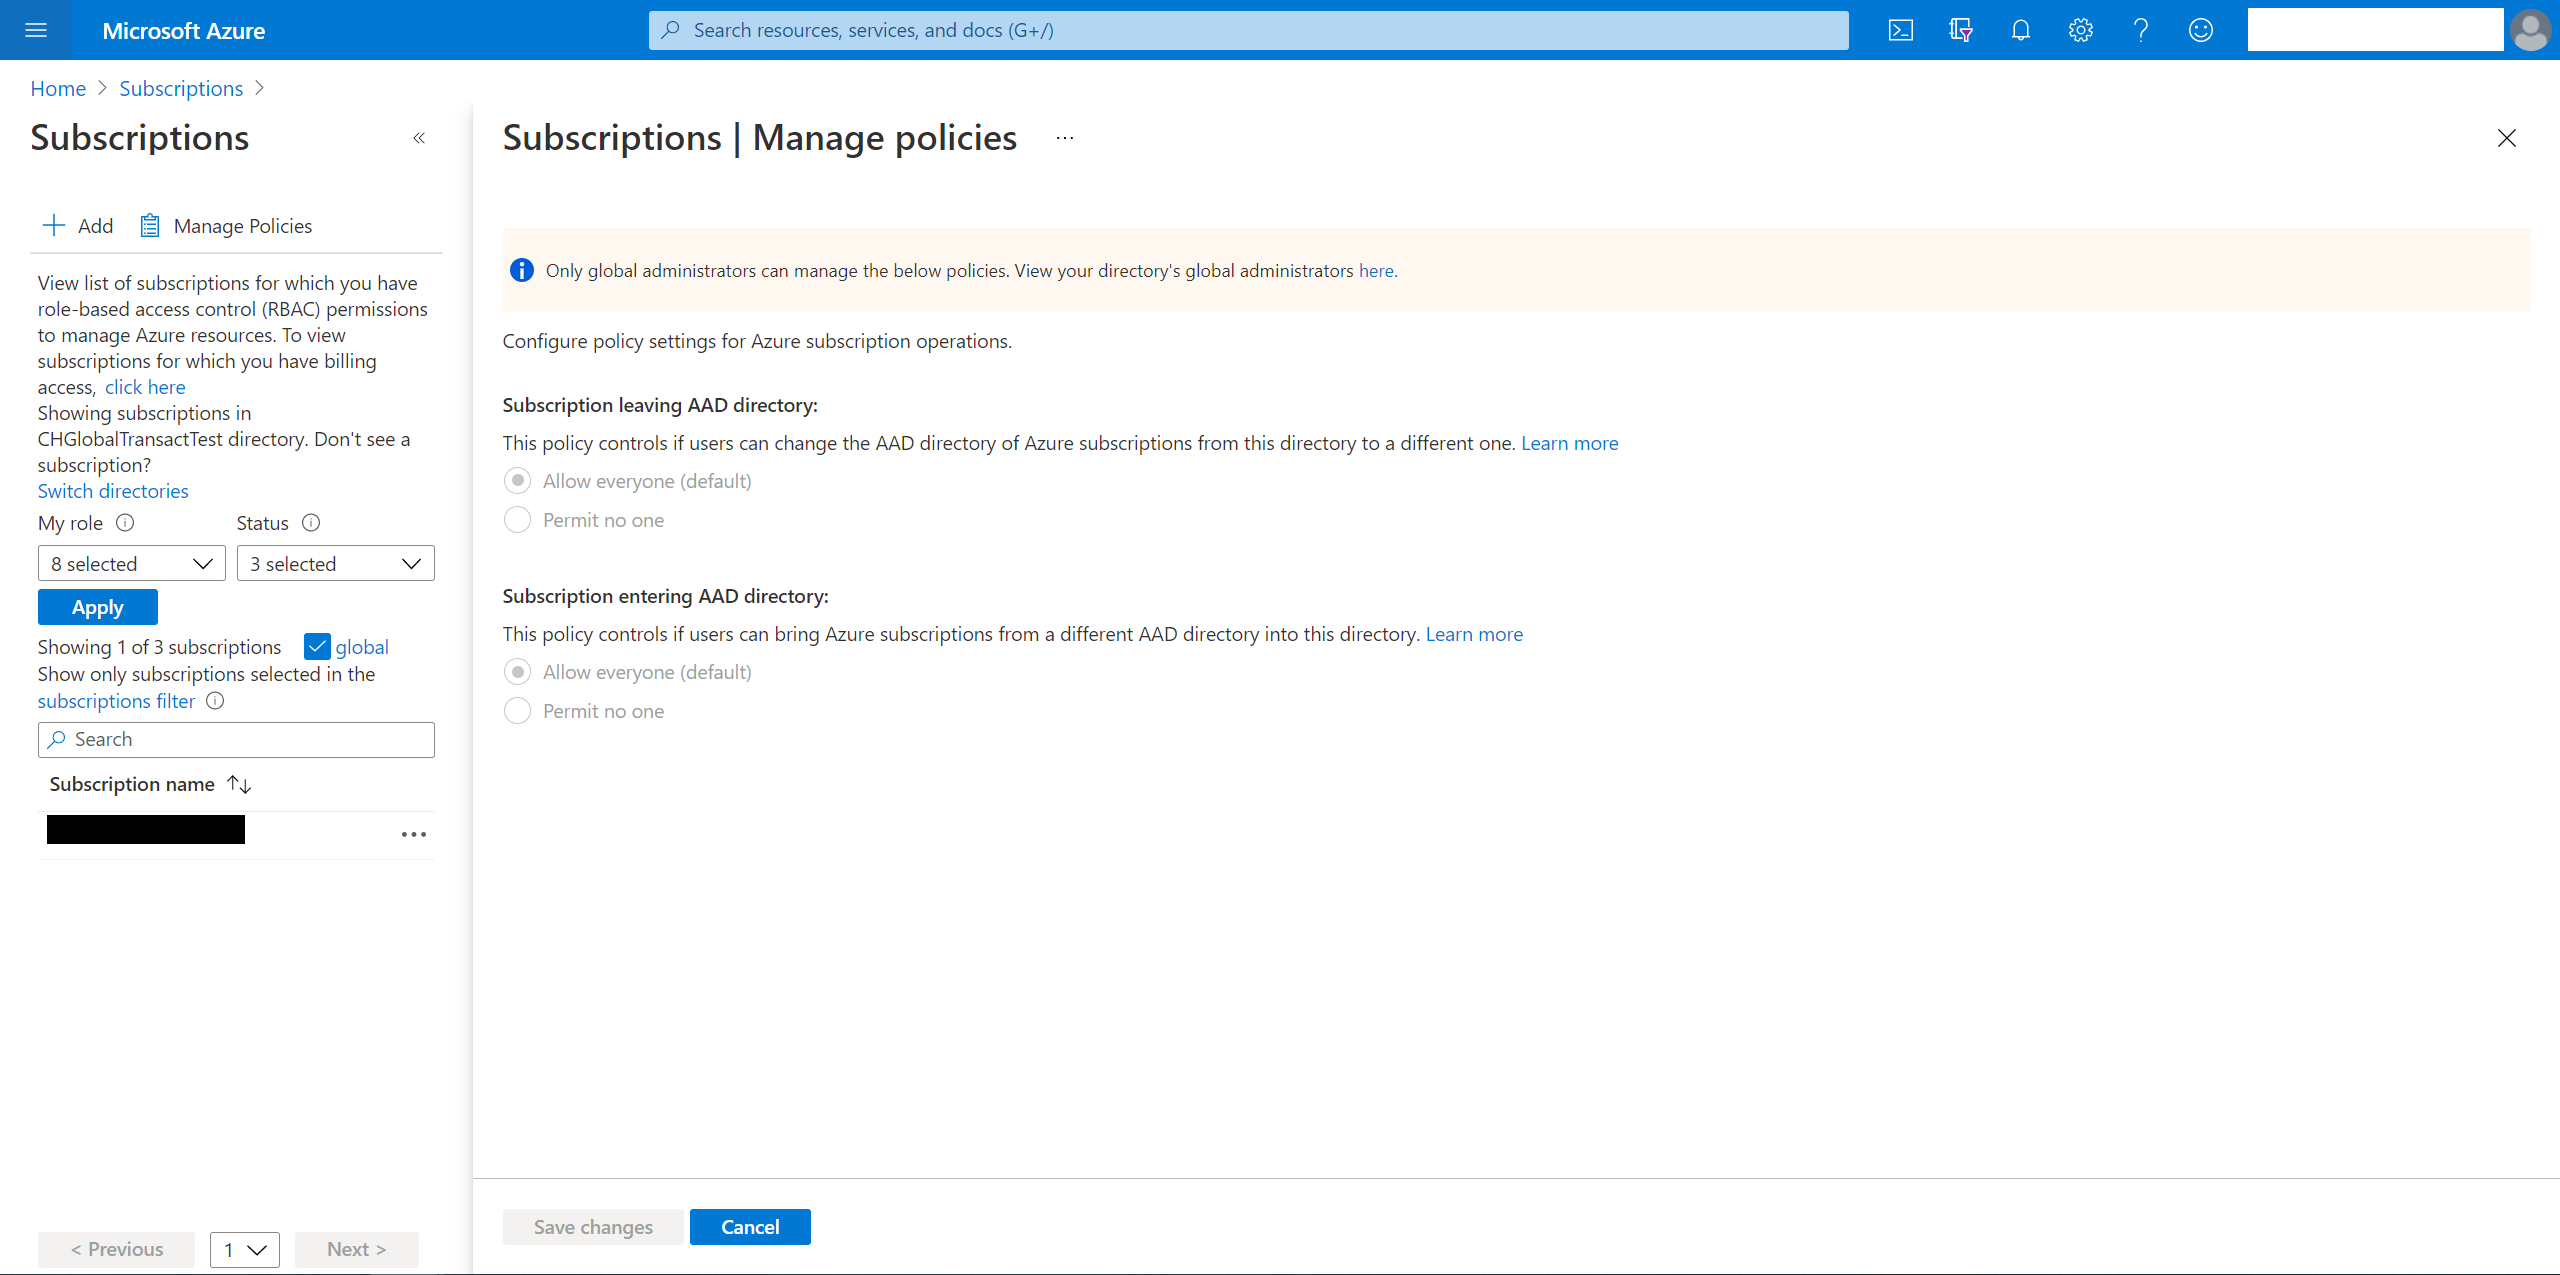 Microsoft Azure
Search resources, services, and docs (G+/)
Home > Subscriptions >
Subscriptions «
Add Manage Policies
View list of subscriptions for which you have
role-based access control (RBAC) permissions
to manage Azure resources. To view
subscriptions for which you have billing
access, click here
Showing subscriptions in
CHGlobalTransactTest directory. Don't see a
subscription?
Switch directories
My role Status
8 selected 3 selected
Apply
Showing 1 of 3 subscriptions global
Show only subscriptions selected in the
subscriptions filter
Search
Subscription name
< Previous 1 Next >
Subscriptions | Manage policies ...
Only global administrators can manage the below policies. View your directory's global administrators here.
Configure policy settings for Azure subscription operations.
Subscription leaving AAD directory:
This policy controls if users can change the AAD directory of Azure subscriptions from this directory to a different one. Learn more
Allow everyone (default)
Permit no one
Subscription entering AAD directory:
This policy controls if users can bring Azure subscriptions from a different AAD directory into this directory. Learn more
Allow everyone (default)
Permit no one
Save changes Cancel